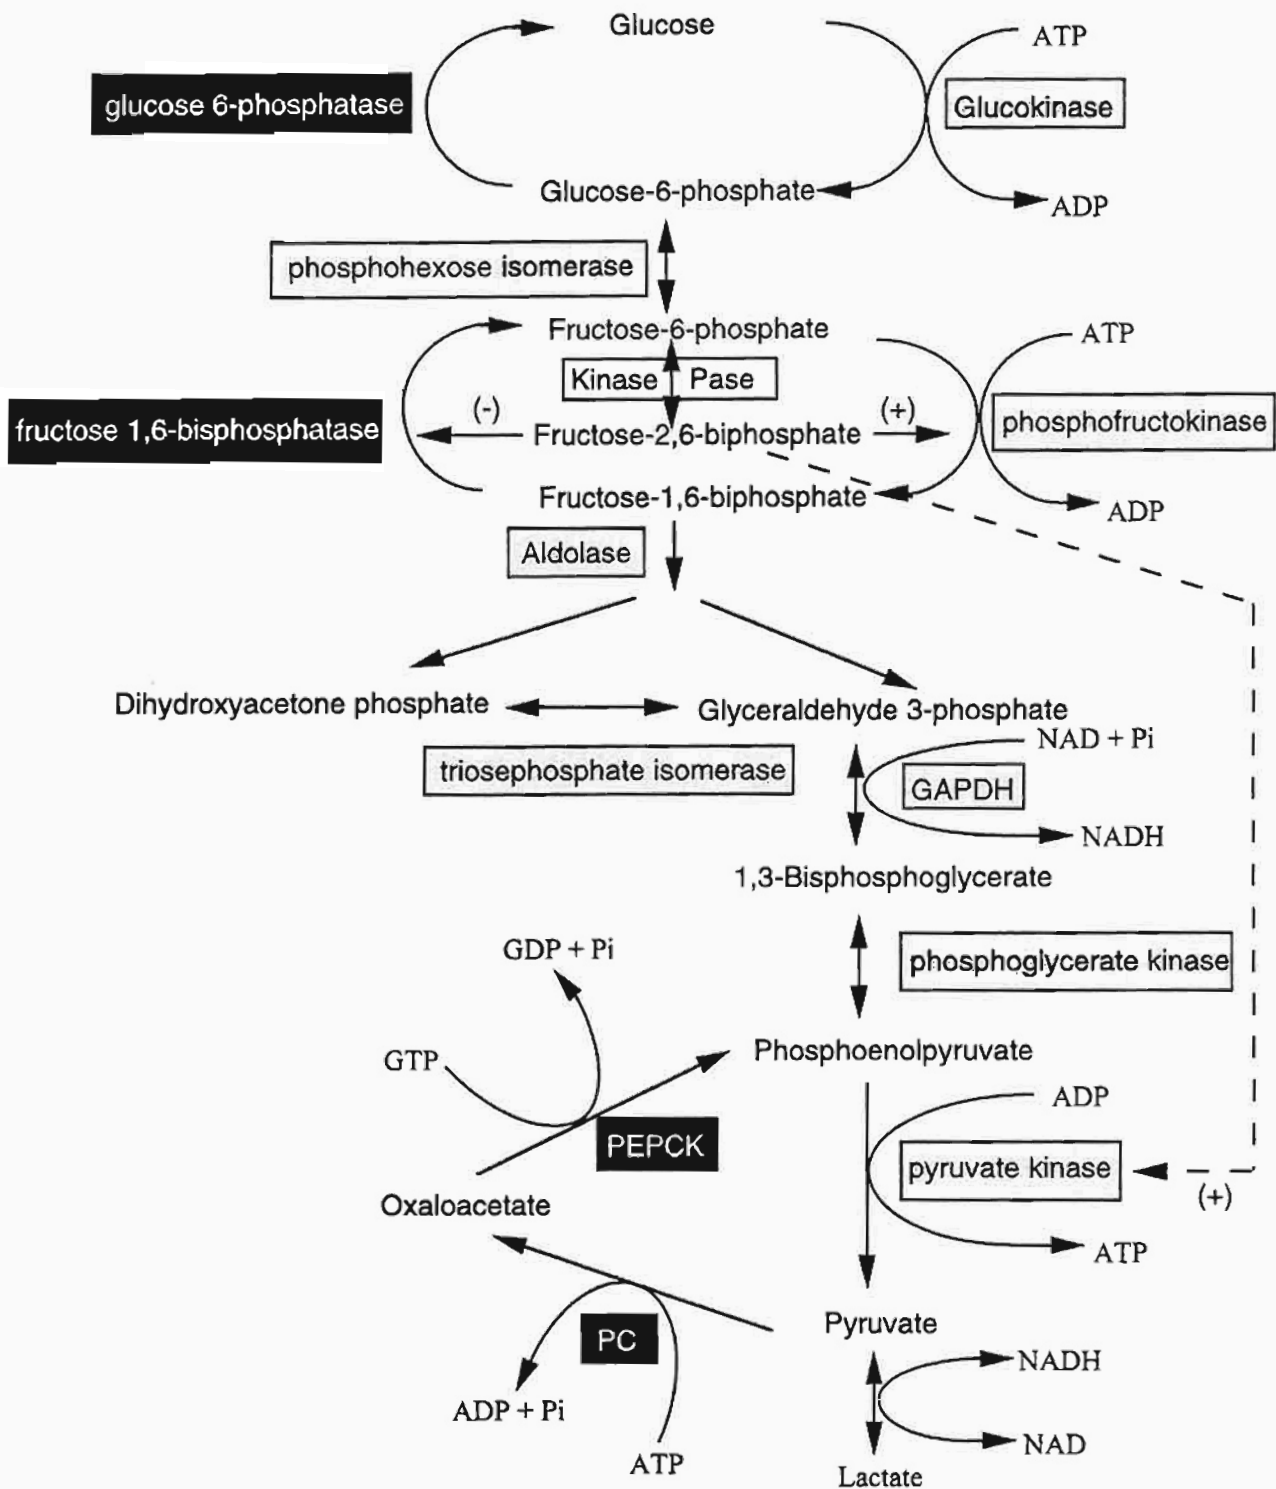 Glucose
ATP
glucose 6-phosphatase
Glucokinase
Glucose-6-phosphate
ADP
phosphohexose isomerase
Fructose-6-phosphate
ATP
Kinase
Pase
(-)
(+)
fructose 1,6-bisphosphatase
Fructose-2,6-biphosphate
phosphofructokinase
Fructose-1,6-biphosphate
ADP
Aldolase
Dihydroxyacetone phosphate
Glyceraldehyde 3-phosphate
NAD + Pi
triosephosphate isomerase
GAPDH
NADH
1,3-Bisphosphoglycerate
GDP + Pi
phosphoglycerate kinase
GTP
Phosphoenolpyruvate
ADP
PEPCK
pyruvate kinase
(+)
Oxaloacetate
ATP
PC
Pyruvate
NADH
ADP + Pi
NAD
ATP
Lactate